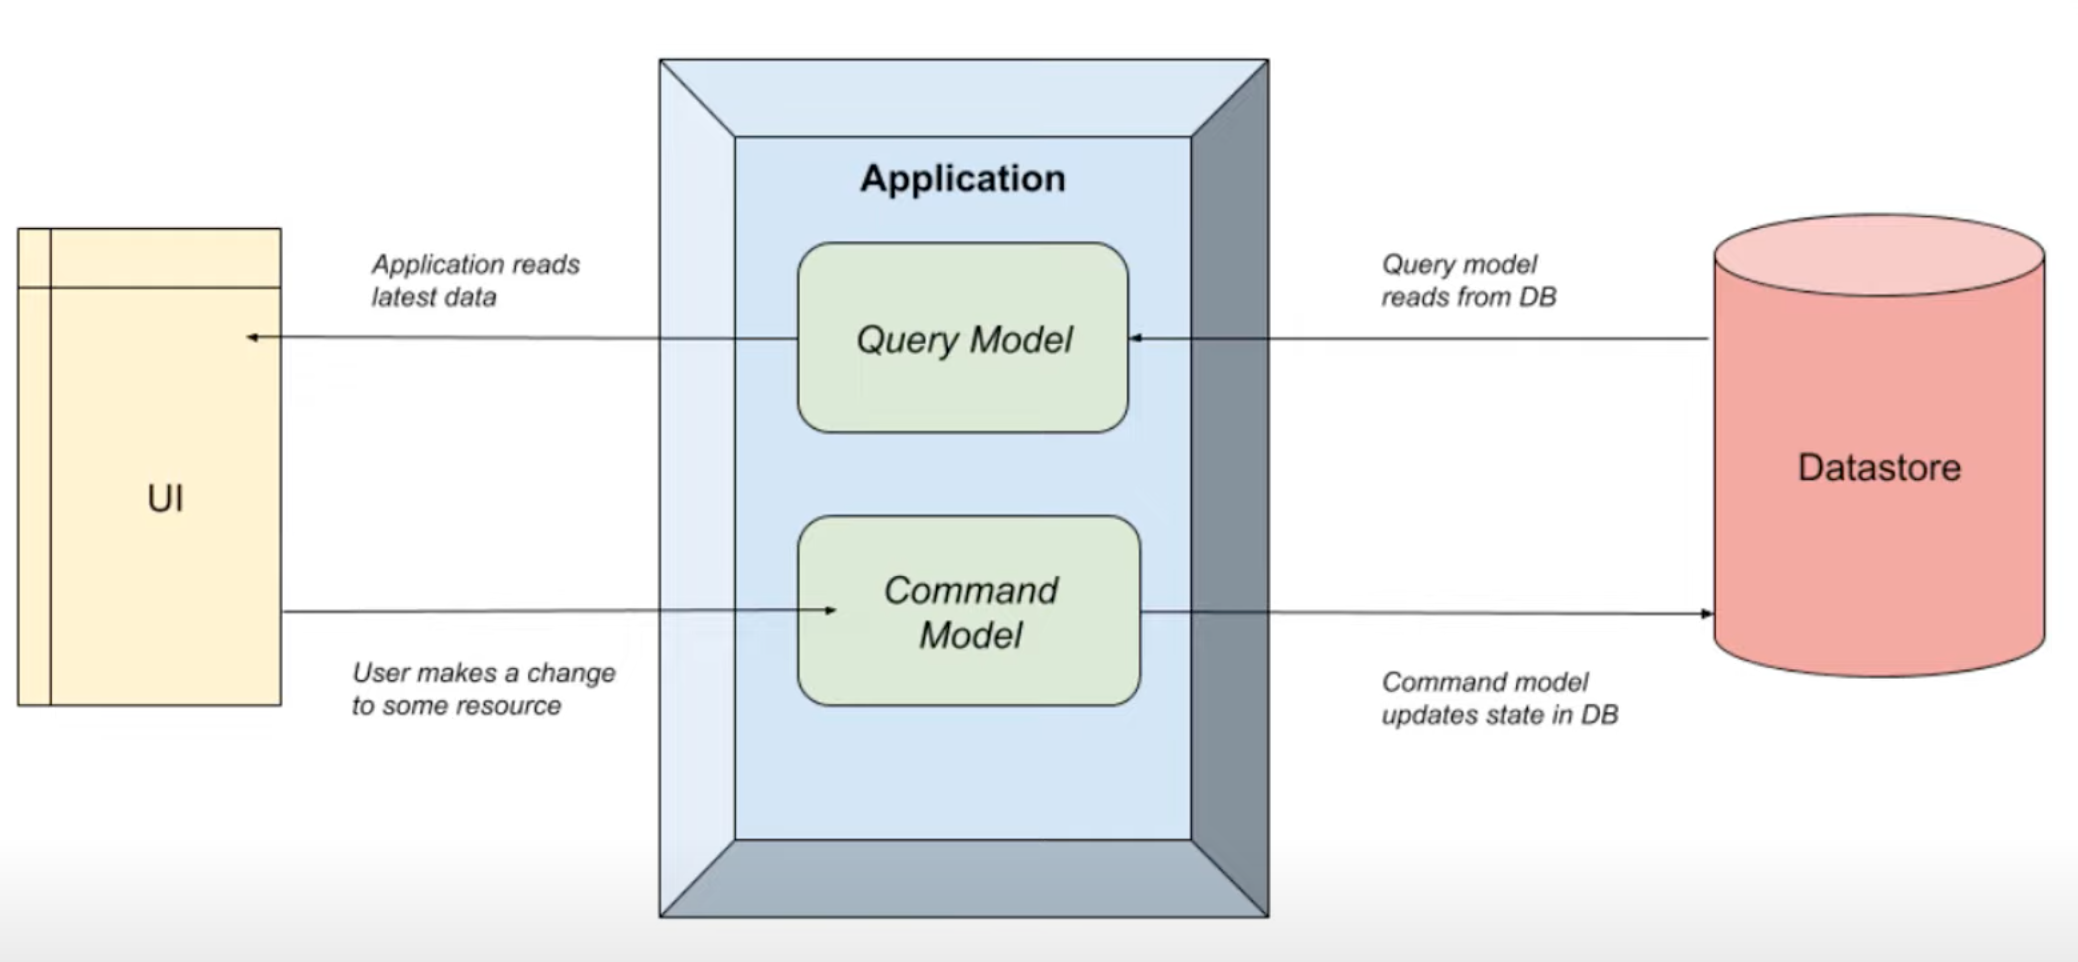 Application
Application reads
latest data
Query model
reads from DB
Query Model
UI
Datastore
Command
Model
User makes a change
to some resource
Command model
updates state in DB